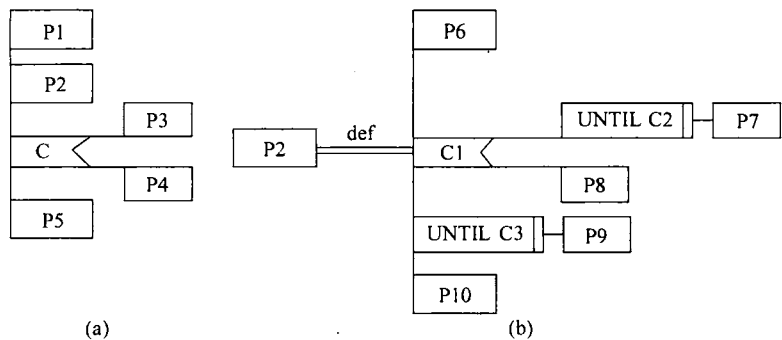 P1
P2
P3
C
P4
P5
(a)
P6
UNTIL C2
P7
P2
def
C1
P8
UNTIL C3
P9
P10
(b)